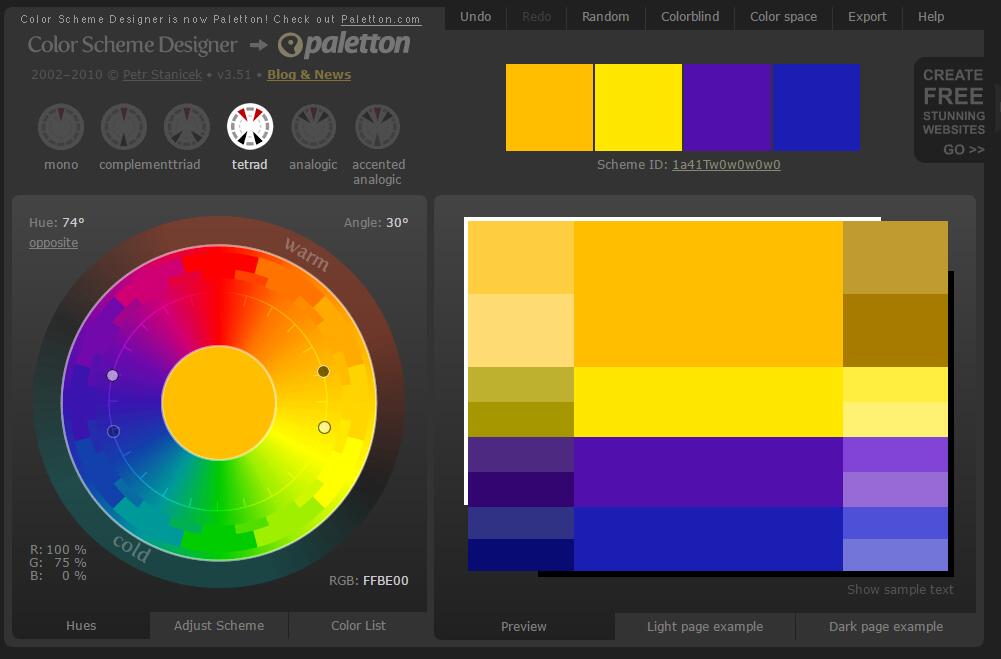 Color Scheme Designer is now Paletton! Check out Paletton.com
Undo Redo Random Colorblind Color space Export Help
Color Scheme Designer paletton
2002–2010 © Petr Stanicek • v3.51 • Blog & News
CREATE
FREE
STUNNING
WEBSITES
GO >>
mono complementtriad tetrad analogic accented
analogic
Scheme ID: 1a41Tw0w0w0w0
Hue: 74° Angle: 30°
opposite
warm
cold
R: 100 %
G: 75 %
B: 0 %
RGB: FFBE00
Show sample text
Hues Adjust Scheme Color List
Preview Light page example Dark page example